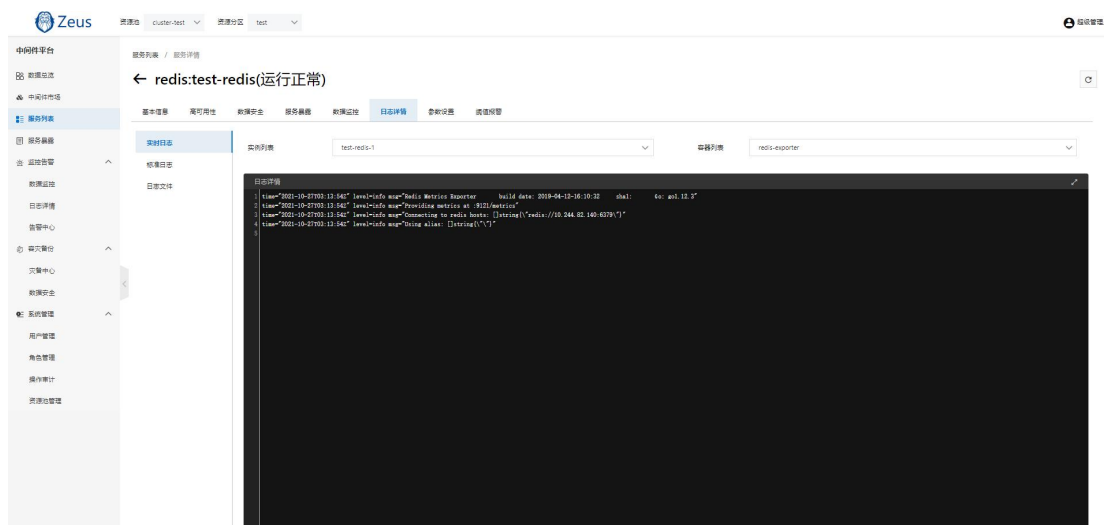 Zeus
资源池 cluster-test 资源分区 test
超级管理
中间件平台
数据总览
中间件市场
服务列表
服务暴露
监控告警
数据监控
日志详情
告警中心
容灾备份
灾备中心
数据安全
系统管理
用户管理
角色管理
操作审计
资源池管理
服务列表 / 服务详情
← redis:test-redis(运行正常)
基本信息 高可用性 数据安全 服务暴露 数据监控 日志详情 参数设置 阈值报警
实时日志
标准日志
日志文件
实例列表 test-redis-1 容器列表 redis-exporter
日志详情
1 time="2021-10-27T03:13:54Z" level=info msg="Redis Metrics Exporter build date: 2019-04-12-16:10:32 sha1: Go: go1.12.3"
2 time="2021-10-27T03:13:54Z" level=info msg="Providing metrics at :9121/metrics"
3 time="2021-10-27T03:13:54Z" level=info msg="Connecting to redis hosts: []string{\"redis://10.244.82.140:6379\"}"
4 time="2021-10-27T03:13:54Z" level=info msg="Using alias: []string{\"\"}"
5